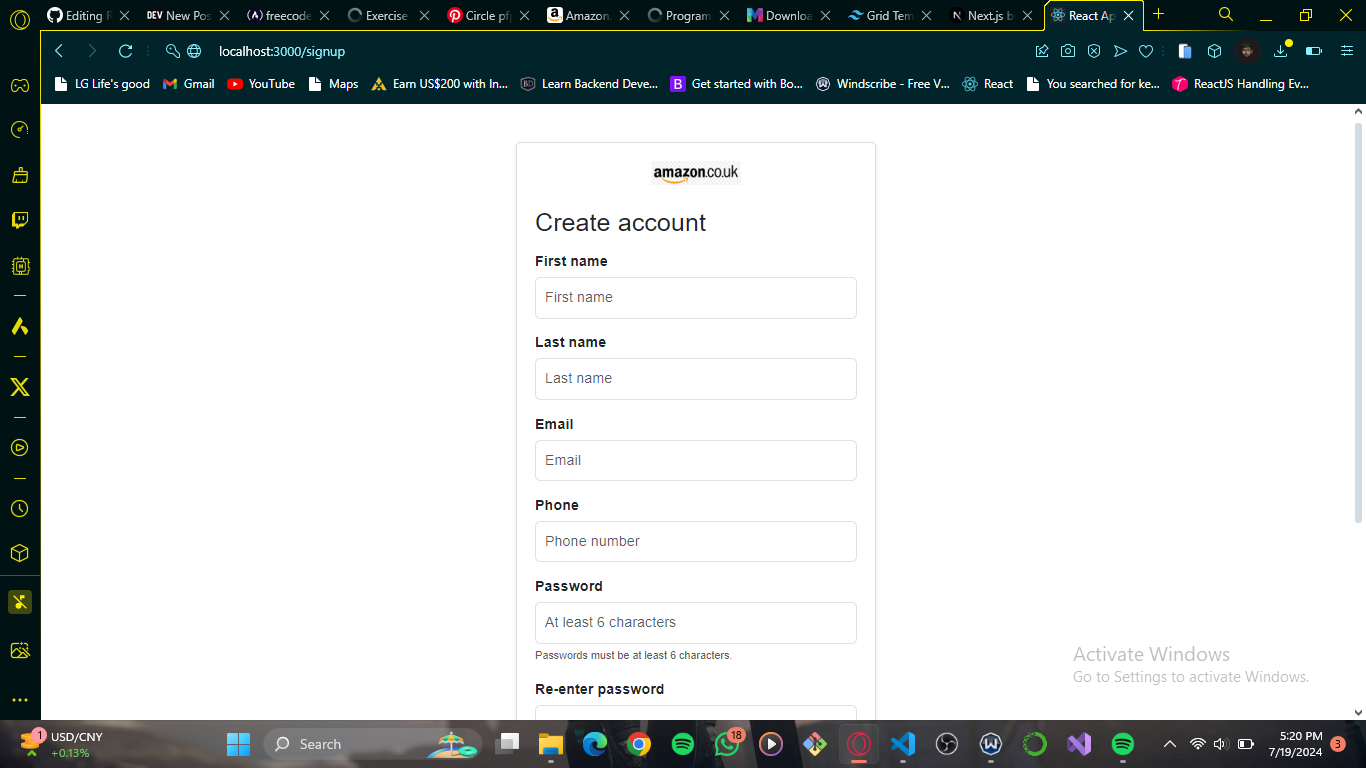 Editing R
DEV New Pos
(A) freecode
Exercise
Circle pfp
Amazon.
Program
Downloa
Grid Tem
Next.js b
React Ap
localhost:3000/signup
LG Life's good
Gmail
YouTube
Maps
Earn US$200 with In...
Learn Backend Deve...
Get started with Bo...
Windscribe - Free V...
React
You searched for ke...
ReactJS Handling Ev...
amazon.co.uk
Create account
First name
First name
Last name
Last name
Email
Email
Phone
Phone number
Password
At least 6 characters
Passwords must be at least 6 characters.
Re-enter password
Activate Windows
Go to Settings to activate Windows.
1
USD/CNY
+0.13%
Search
18
5:20 PM
7/19/2024
3